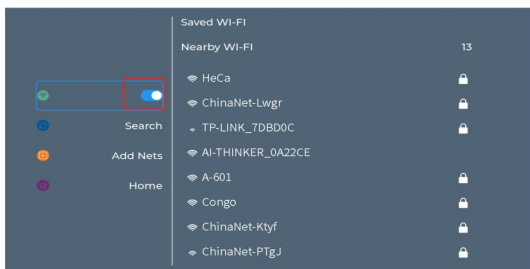 Saved WI-FI
Nearby WI-FI 13
HeCa
ChinaNet-Lwgr
TP-LINK_7DBD0C
AI-THINKER_0A22CE
A-601
Congo
ChinaNet-Ktyf
ChinaNet-PTgJ
Search
Add Nets
Home